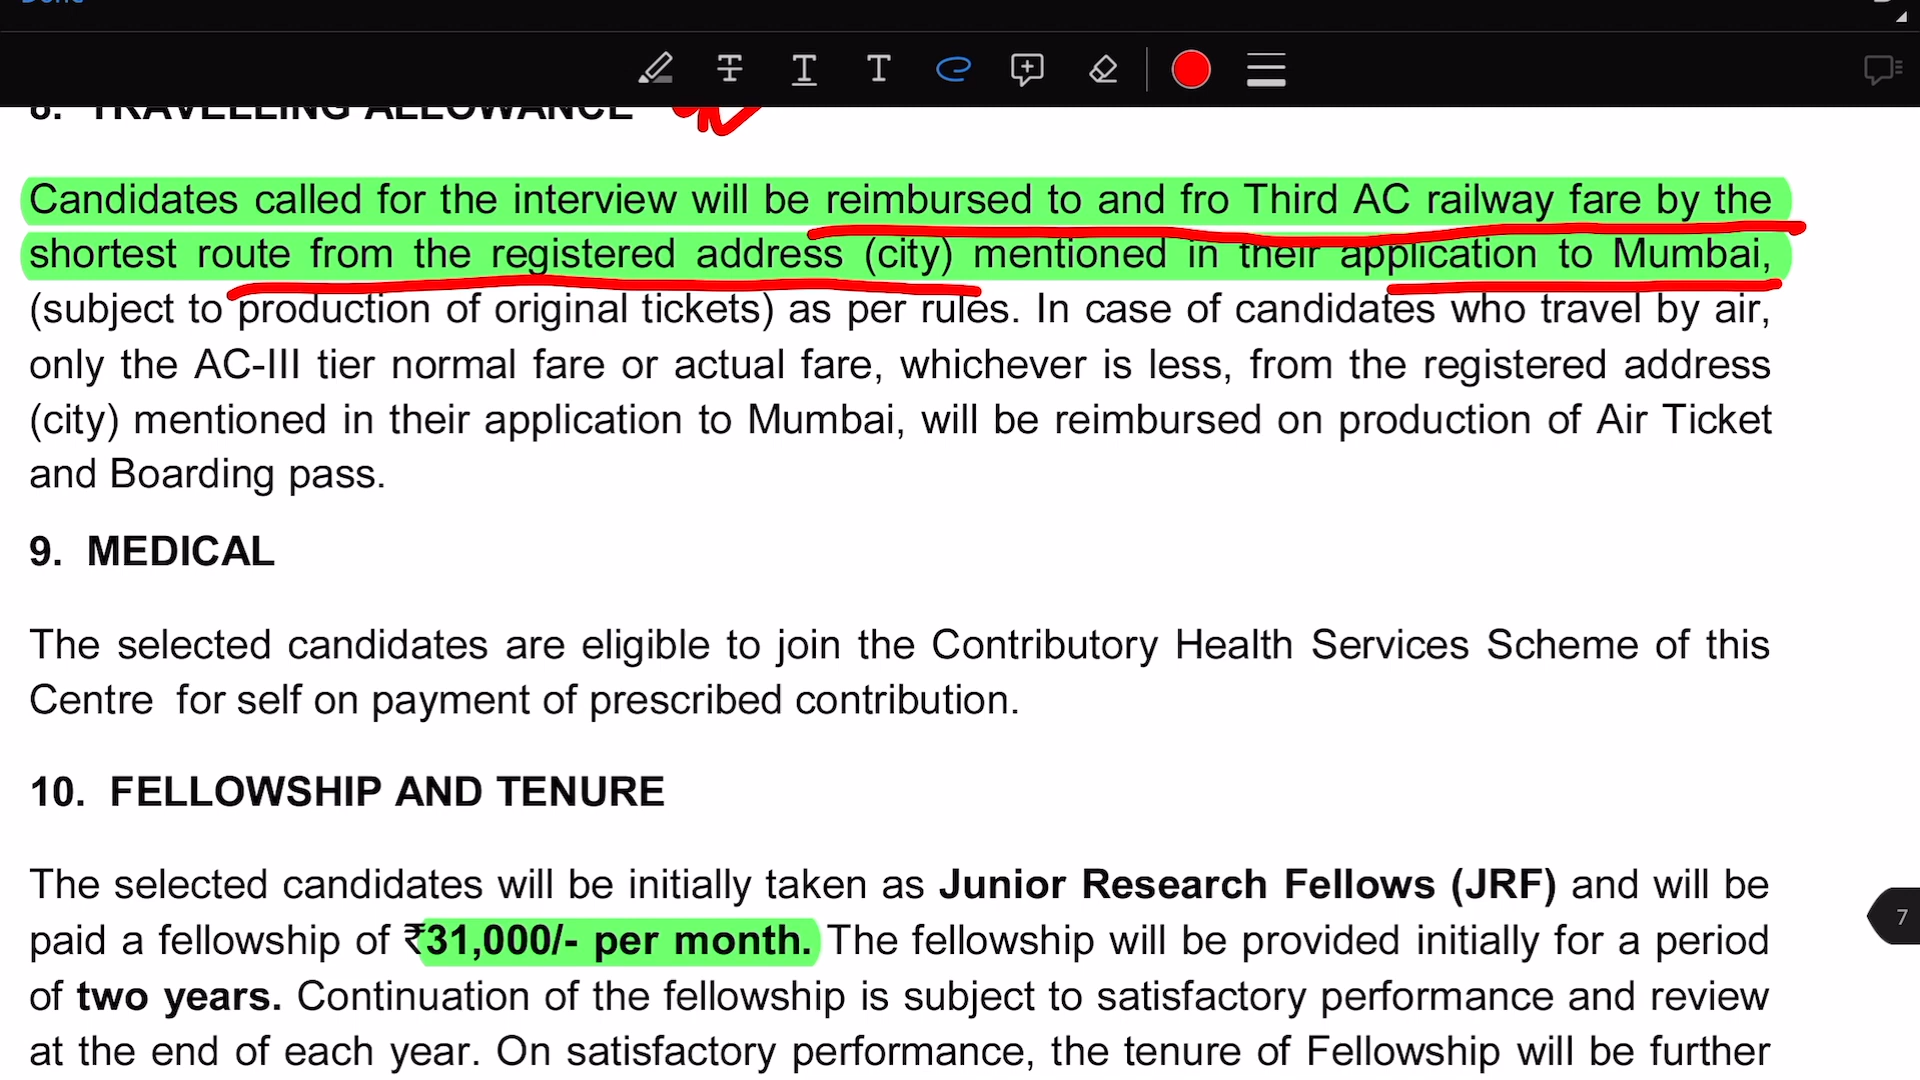 Done
8. TRAVELLING ALLOWANCE
Candidates called for the interview will be reimbursed to and fro Third AC railway fare by the
shortest route from the registered address (city) mentioned in their application to Mumbai,
(subject to production of original tickets) as per rules. In case of candidates who travel by air,
only the AC-III tier normal fare or actual fare, whichever is less, from the registered address
(city) mentioned in their application to Mumbai, will be reimbursed on production of Air Ticket
and Boarding pass.
9. MEDICAL
The selected candidates are eligible to join the Contributory Health Services Scheme of this
Centre for self on payment of prescribed contribution.
10. FELLOWSHIP AND TENURE
The selected candidates will be initially taken as Junior Research Fellows (JRF) and will be
paid a fellowship of ₹31,000/- per month. The fellowship will be provided initially for a period
7
of two years. Continuation of the fellowship is subject to satisfactory performance and review
at the end of each year. On satisfactory performance, the tenure of Fellowship will be further